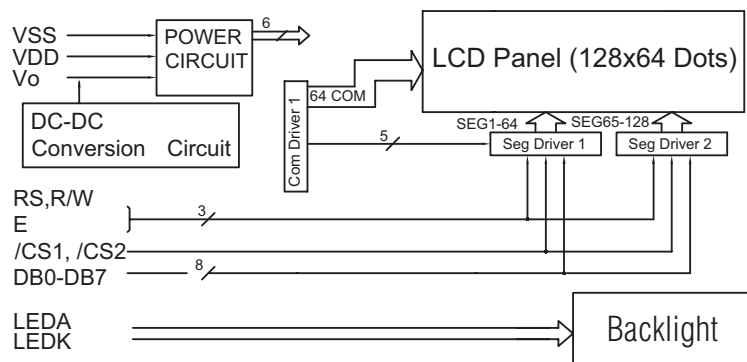 VSS
VDD
Vo
POWER
CIRCUIT
6
DC-DC
Conversion Circuit
Com Driver 1
64 COM
5
LCD Panel (128x64 Dots)
SEG1-64
SEG65-128
Seg Driver 1
Seg Driver 2
RS,R/W
E
3
/CS1, /CS2
DB0-DB7
8
LEDA
LEDK
Backlight